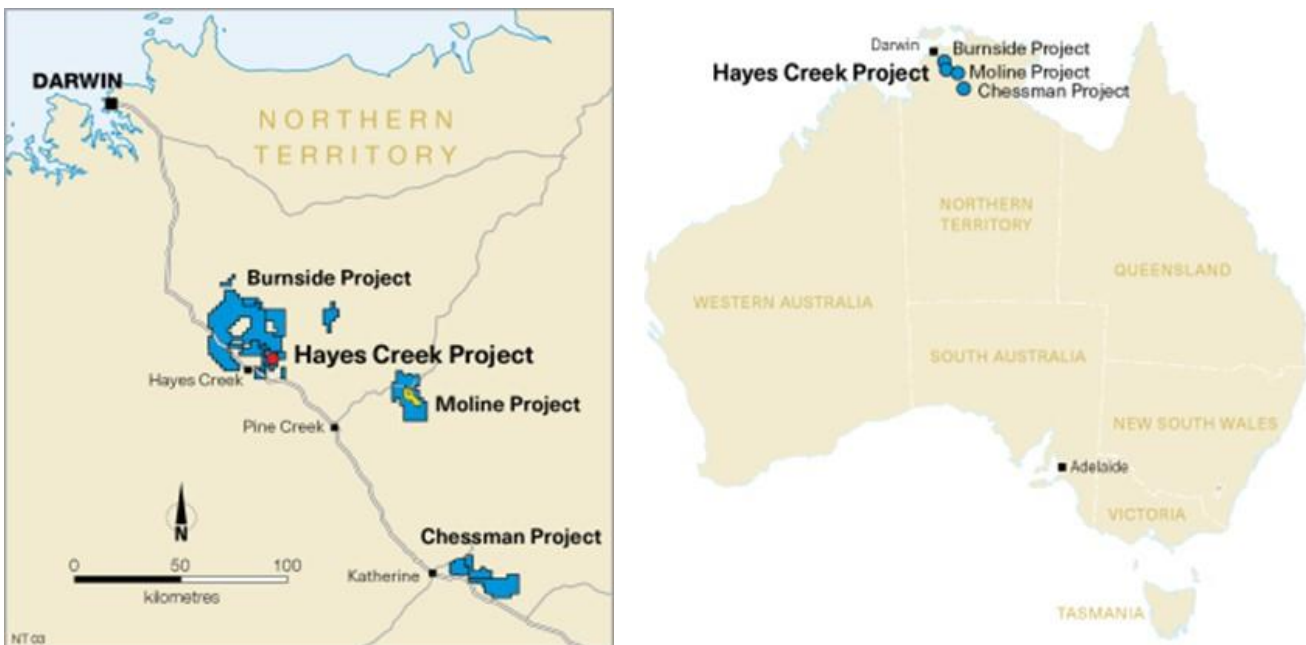 DARWIN
NORTHERN
TERRITORY
Burnside Project
Hayes Creek Project
Hayes Creek
Moline Project
Pine Creek
N
Chessman Project
0 50 100
kilometres
Katherine
NT 03
Darwin
Burnside Project
Hayes Creek Project
Moline Project
Chessman Project
NORTHERN
TERRITORY
QUEENSLAND
WESTERN AUSTRALIA
SOUTH AUSTRALIA
NEW SOUTH WALES
Adelaide
VICTORIA
TASMANIA